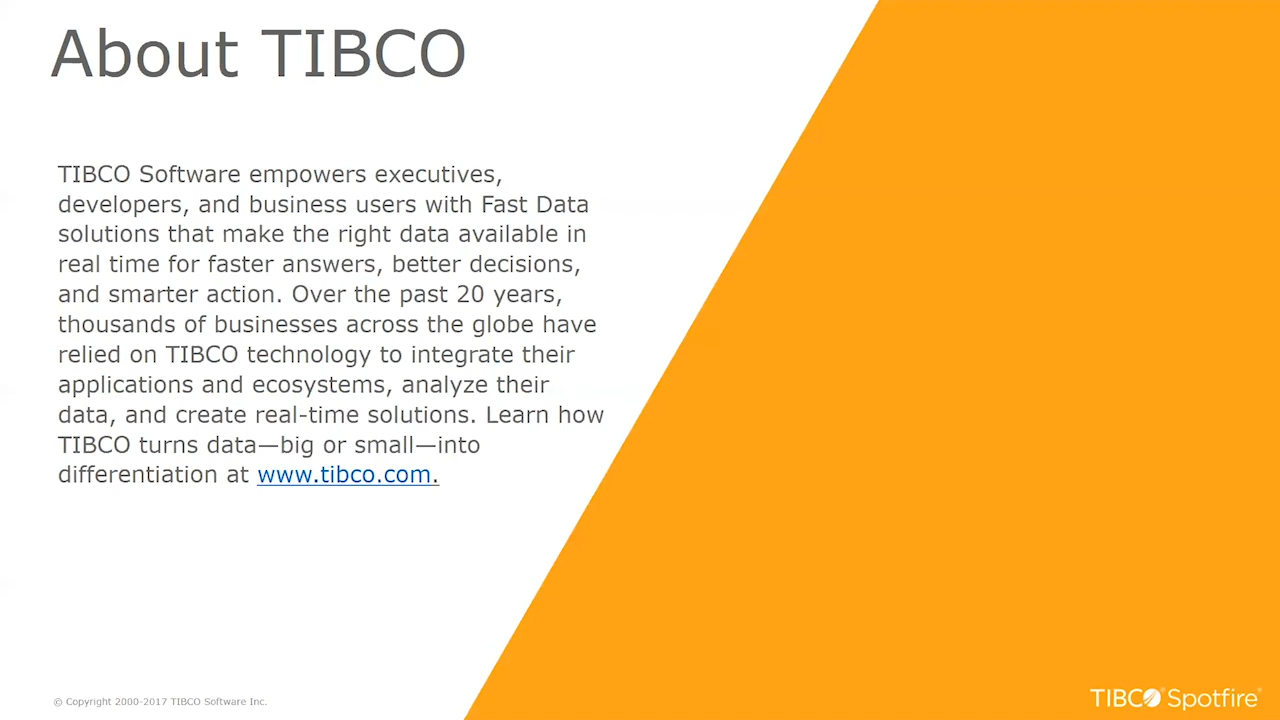 About TIBCO
TIBCO Software empowers executives,
developers, and business users with Fast Data
solutions that make the right data available in
real time for faster answers, better decisions,
and smarter action. Over the past 20 years,
thousands of businesses across the globe have
relied on TIBCO technology to integrate their
applications and ecosystems, analyze their
data, and create real-time solutions. Learn how
TIBCO turns data—big or small—into
differentiation at www.tibco.com.
© Copyright 2000-2017 TIBCO Software Inc.
TIBCO® Spotfire®